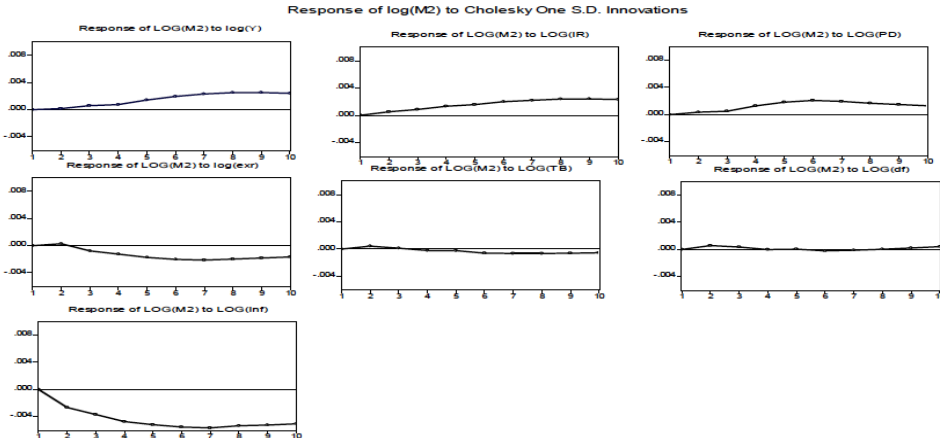 Response of log(M2) to Cholesky One S.D. Innovations
Response of LOG(M2) to log(Y)
.008
.004
.000
-.004
1 2 3 4 5 6 7 8 9 10
Response of LOG(M2) to LOG(IR)
.008
.004
.000
-.004
1 2 3 4 5 6 7 8 9 10
Response of LOG(M2) to LOG(PD)
.008
.004
.000
-.004
1 2 3 4 5 6 7 8 9 10
Response of LOG(M2) to log(exr)
.008
.004
.000
-.004
1 2 3 4 5 6 7 8 9 10
Response of LOG(M2) to LOG(TB)
.008
.004
.000
-.004
1 2 3 4 5 6 7 8 9 10
Response of LOG(M2) to LOG(df)
.008
.004
.000
-.004
1 2 3 4 5 6 7 8 9 10
Response of LOG(M2) to LOG(Inf)
.008
.004
.000
-.004
1 2 3 4 5 6 7 8 9 10